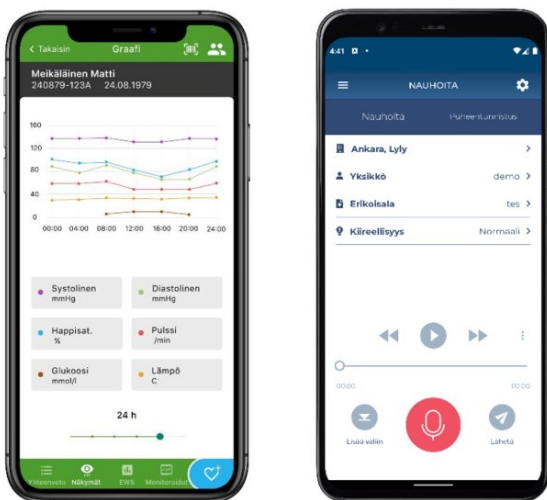 Takaisin
Graafi
Meikäläinen Matti
240879-123A 24.08.1979
160
120
80
40
0
00:00 04:00 08:00 12:00 16:00 20:00 24:00
Systolinen
mmHg
Diastolinen
mmHg
Happisat.
%
Pulssi
/min
Glukoosi
mmol/l
Lämpö
C
24 h
Yhteenveto Näkymät EWS Monitoroidut
4:41
NAUHOITA
Nauhoita Puheentunnistus
Ankara, Lyly
Yksikkö demo
Erikoisala tes
Kiireellisyys Normaali
00:00 00:00
Lisää väliin
Lähetä